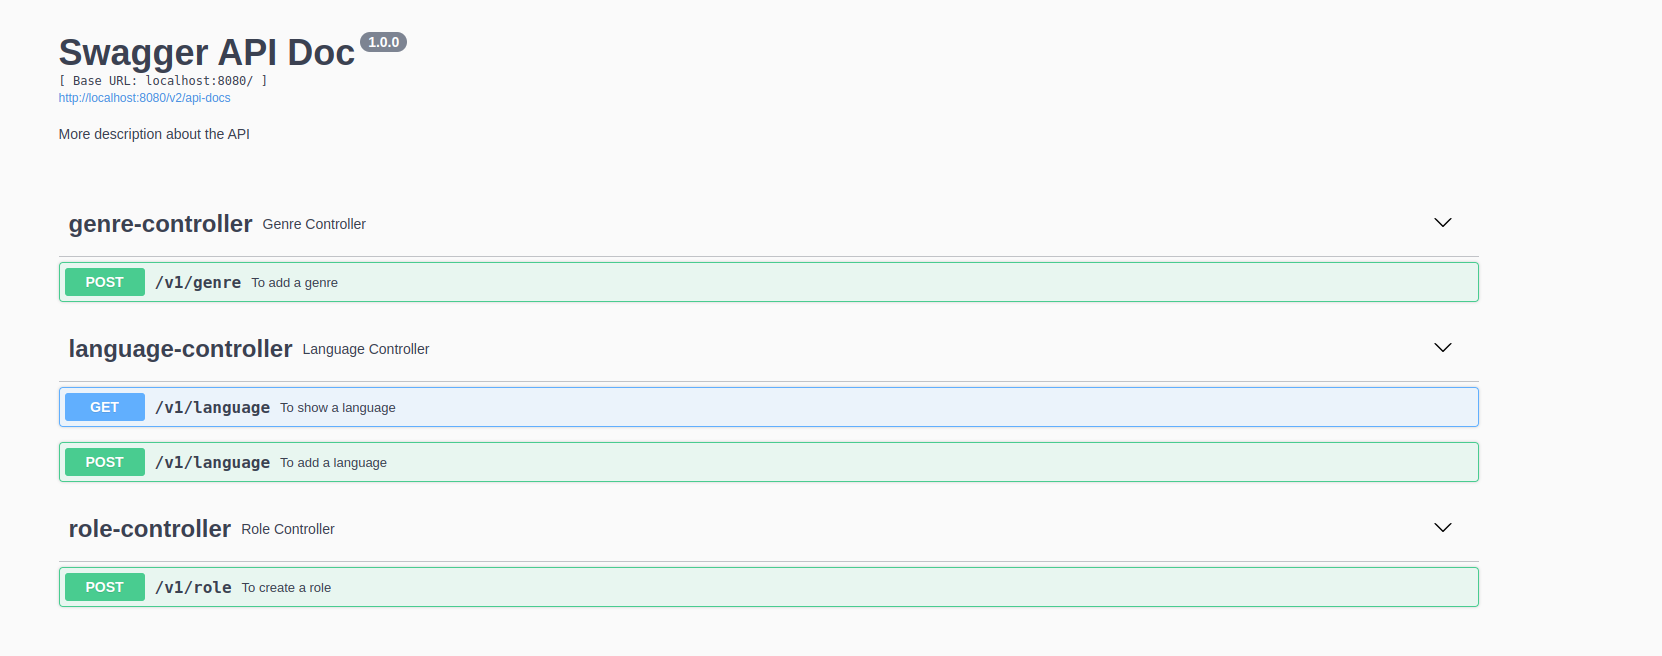 Swagger API Doc 1.0.0
[ Base URL: localhost:8080/ ]
http://localhost:8080/v2/api-docs
More description about the API
genre-controller Genre Controller
POST /v1/genre To add a genre
language-controller Language Controller
GET /v1/language To show a language
POST /v1/language To add a language
role-controller Role Controller
POST /v1/role To create a role